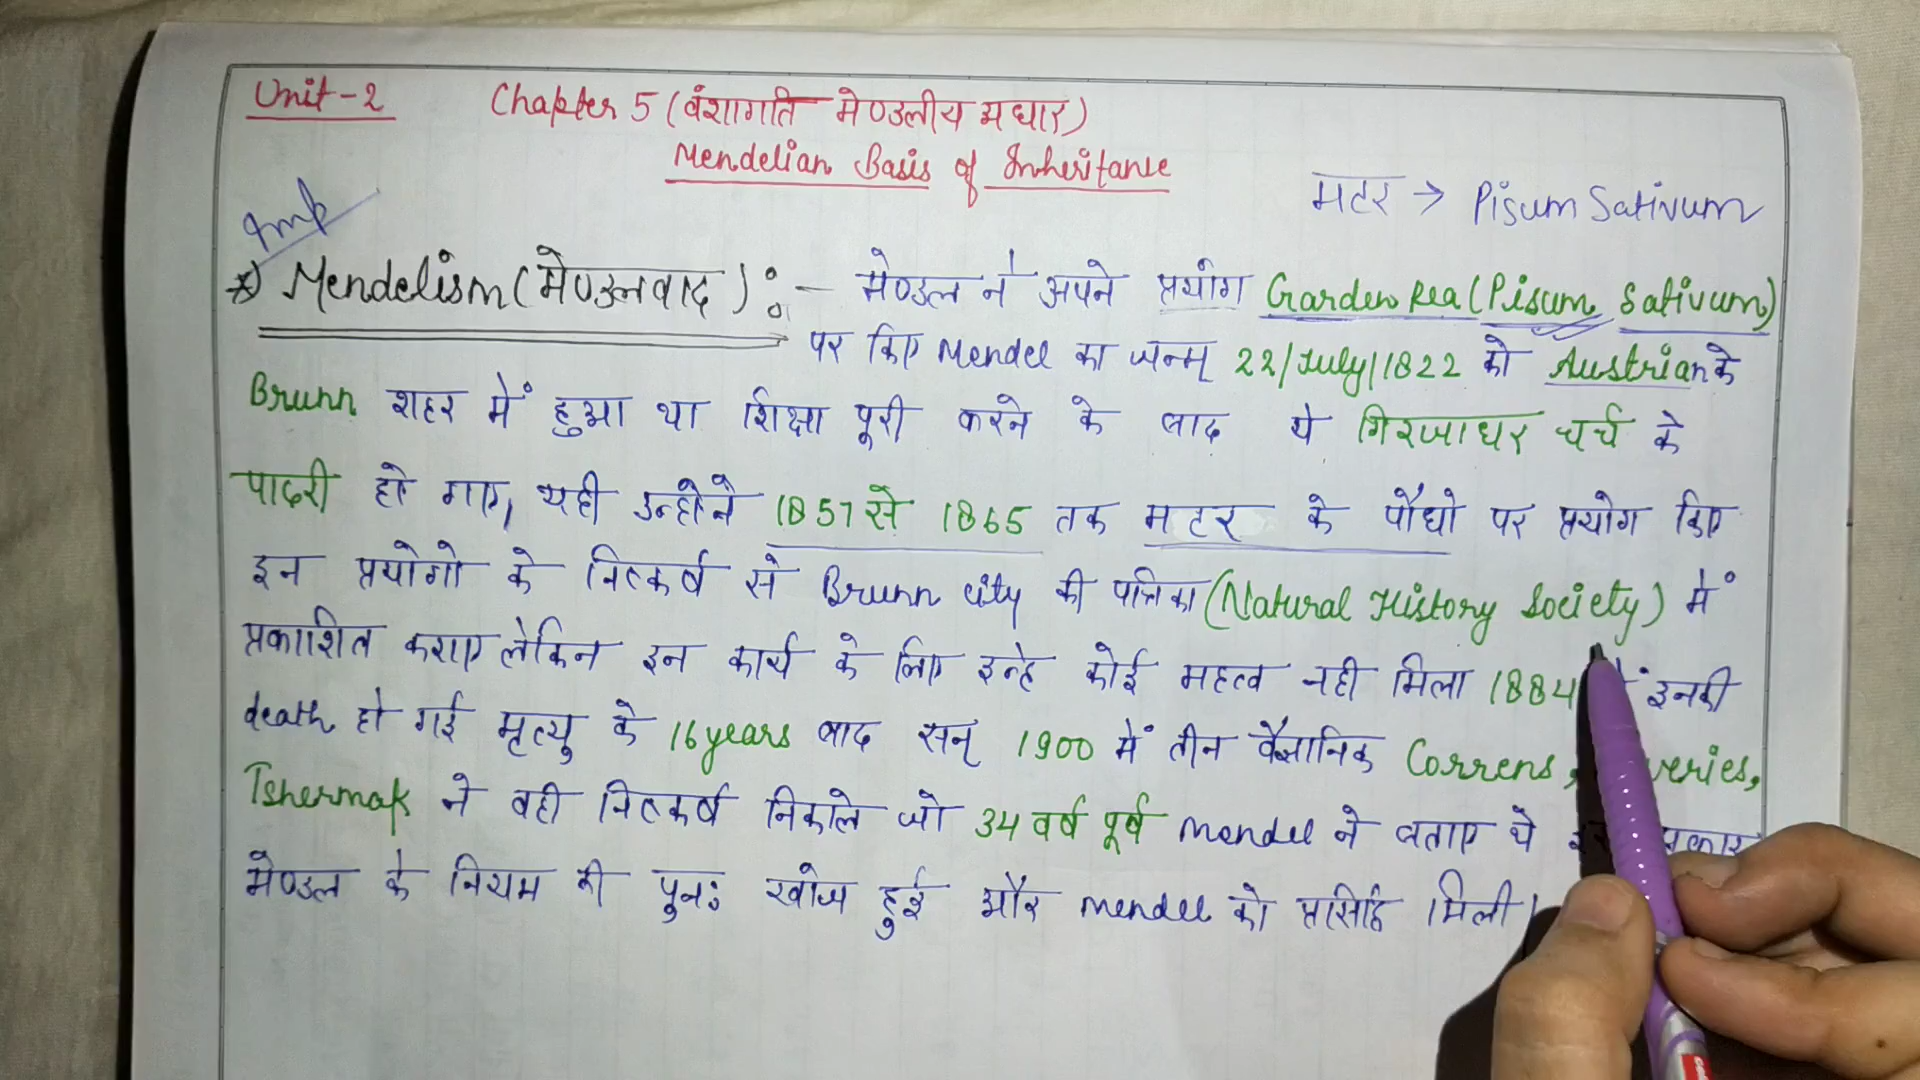 Unit-2 Chapter 5 (वंशागति मेण्डलीय अधार)
Mendelian Basis of Inheritance
Imp
मटर → Pisum Sativum
Mendelism (मेण्डलवाद) :- मेण्डल ने अपने प्रयोग Garden Pea (Pisum Sativum)
पर किए Mendel का जन्म 22/July/1822 को Austrian के
Brunn शहर में हुआ था शिक्षा पूरी करने के बाद ये गिरजाघर चर्च के
पादरी हो गए, यही उन्होने 1857 से 1865 तक मटर के पौधो पर प्रयोग किए
इन प्रयोगो के निष्कर्ष से Brunn city की पत्रिका (Natural History Society) में
प्रकाशित कराए लेकिन इन कार्य के लिए इन्हे कोई महत्व नही मिला 1884 इनकी
death हो गई मृत्यु के 16 years बाद सन् 1900 में तीन वैज्ञानिक Correns, veries,
Tshermak ने वही निष्कर्ष निकाले जो 34 वर्ष पूर्व Mendel ने बताए थे
मेण्डल के नियम की पुनः खोज हुई और Mendel को प्रसिद्धि मिली।